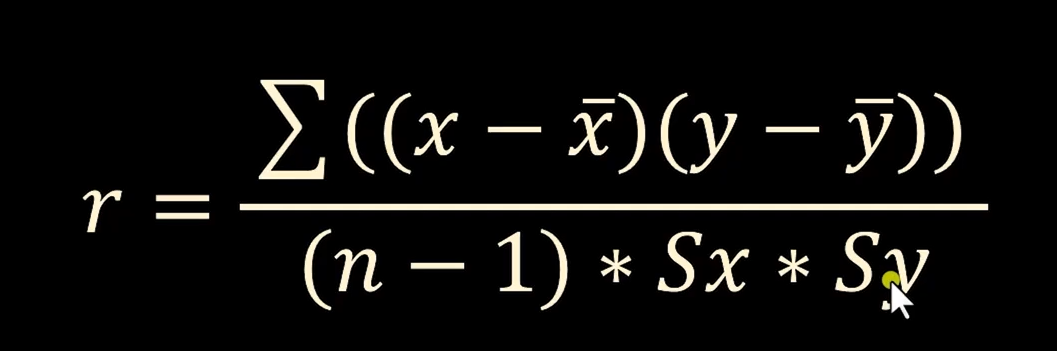 r = ∑((x − x̄)(y − ȳ)) / (n − 1) * Sx * Sy